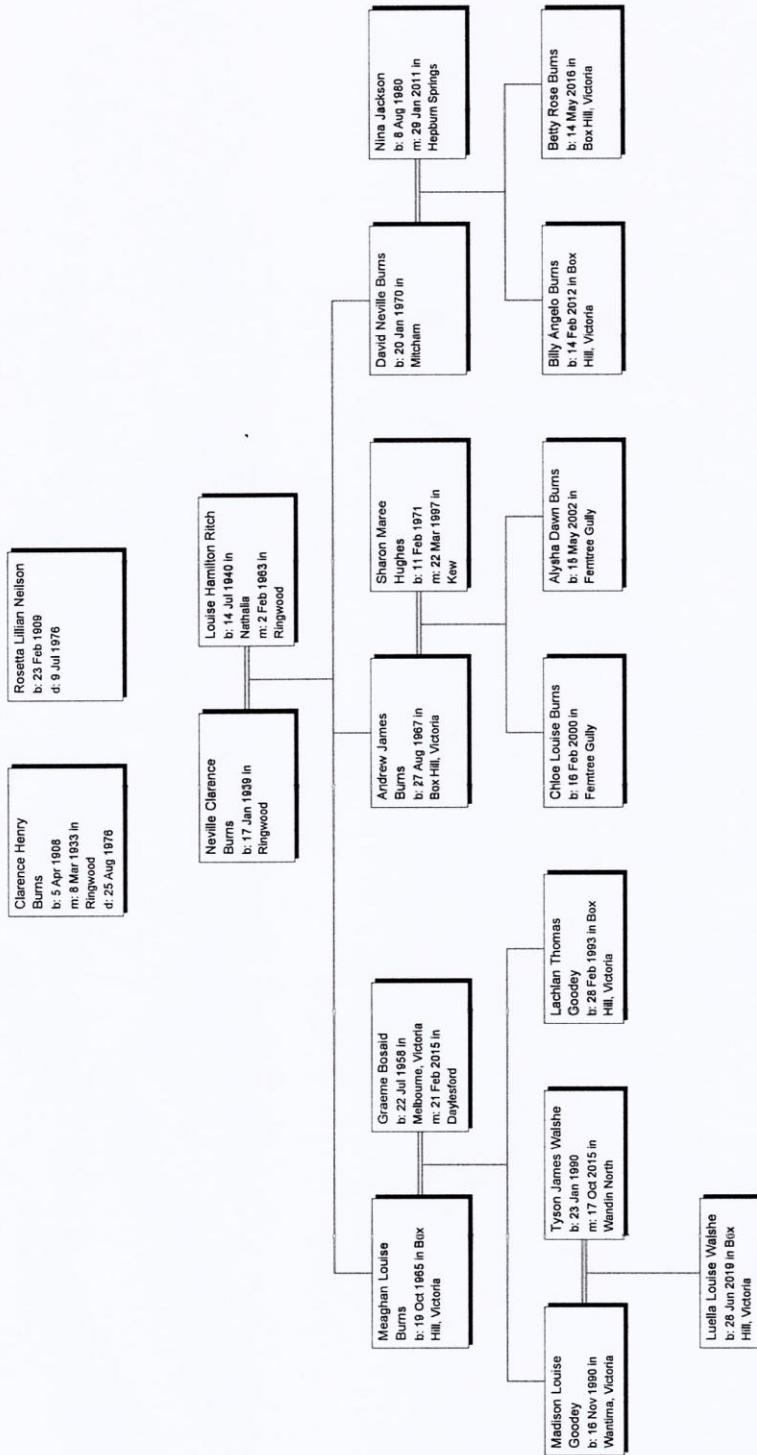 Clarence Henry
Burns
b: 5 Apr 1908
m: 8 Mar 1933 in
Ringwood
d: 25 Aug 1976
Rosetta Lillian Neilson
b: 23 Feb 1909
d: 9 Jul 1976
Neville Clarence
Burns
b: 17 Jan 1939 in
Ringwood
Louise Hamilton Ritch
b: 14 Jul 1940 in
Nathalia
m: 2 Feb 1963 in
Ringwood
Meaghan Louise
Burns
b: 19 Oct 1965 in Box
Hill, Victoria
Graeme Bosaid
b: 22 Jul 1958 in
Melbourne, Victoria
m: 21 Feb 2015 in
Daylesford
Andrew James
Burns
b: 27 Aug 1967 in
Box Hill, Victoria
Sharon Maree
Hughes
b: 11 Feb 1971
m: 22 Mar 1997 in
Kew
David Neville Burns
b: 20 Jan 1970 in
Mitcham
Nina Jackson
b: 8 Aug 1980
m: 29 Jan 2011 in
Hepburn Springs
Madison Louise
Goodey
b: 16 Nov 1990 in
Wantirna, Victoria
Tyson James Walshe
b: 23 Jan 1990
m: 17 Oct 2015 in
Wandin North
Lachlan Thomas
Goodey
b: 28 Feb 1993 in Box
Hill, Victoria
Chloe Louise Burns
b: 16 Feb 2000 in
Ferntree Gully
Alysha Dawn Burns
b: 15 May 2002 in
Ferntree Gully
Billy Angelo Burns
b: 14 Feb 2012 in Box
Hill, Victoria
Betty Rose Burns
b: 14 May 2016 in
Box Hill, Victoria
Luella Louise Walshe
b: 28 Jun 2019 in Box
Hill, Victoria